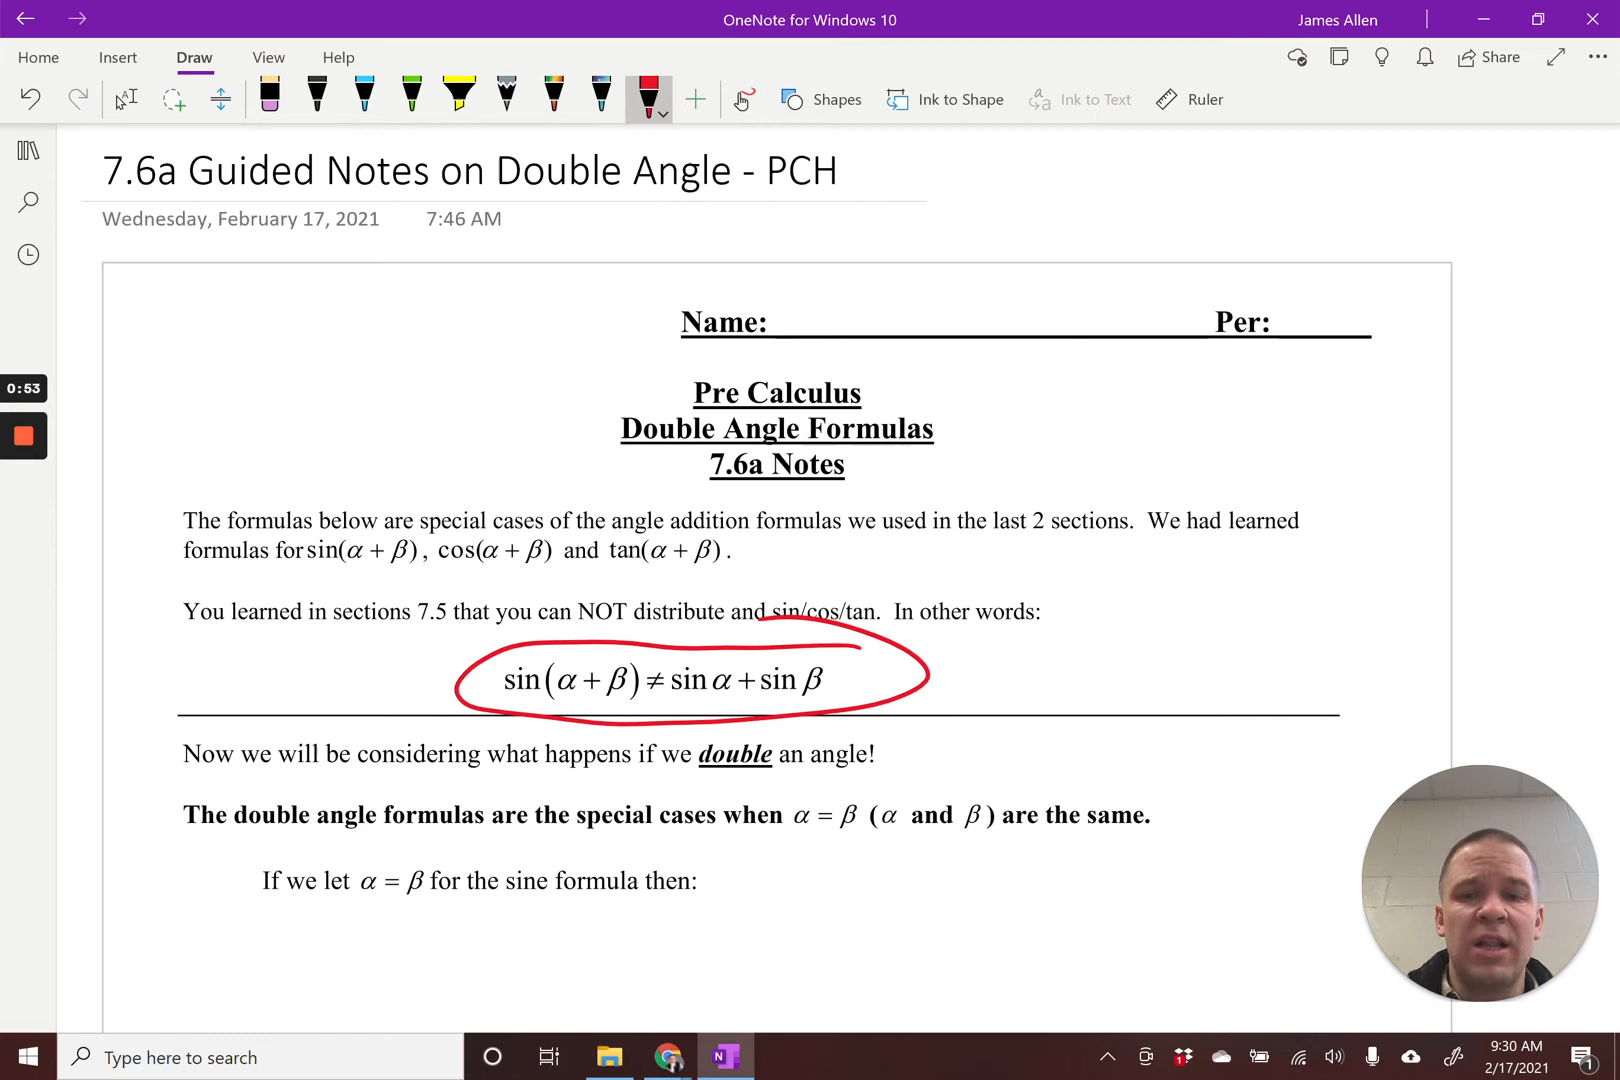 OneNote for Windows 10
James Allen
Home Insert Draw View Help
Share
Shapes Ink to Shape Ink to Text Ruler
7.6a Guided Notes on Double Angle - PCH
Wednesday, February 17, 2021 7:46 AM
Name: Per:
0:53
Pre Calculus
Double Angle Formulas
7.6a Notes
The formulas below are special cases of the angle addition formulas we used in the last 2 sections. We had learned
formulas for sin(α + β), cos(α + β) and tan(α + β).
You learned in sections 7.5 that you can NOT distribute and sin/cos/tan. In other words:
sin(α + β) ≠ sin α + sin β
Now we will be considering what happens if we double an angle!
The double angle formulas are the special cases when α = β (α and β) are the same.
If we let α = β for the sine formula then:
Type here to search
9:30 AM
2/17/2021
1
1